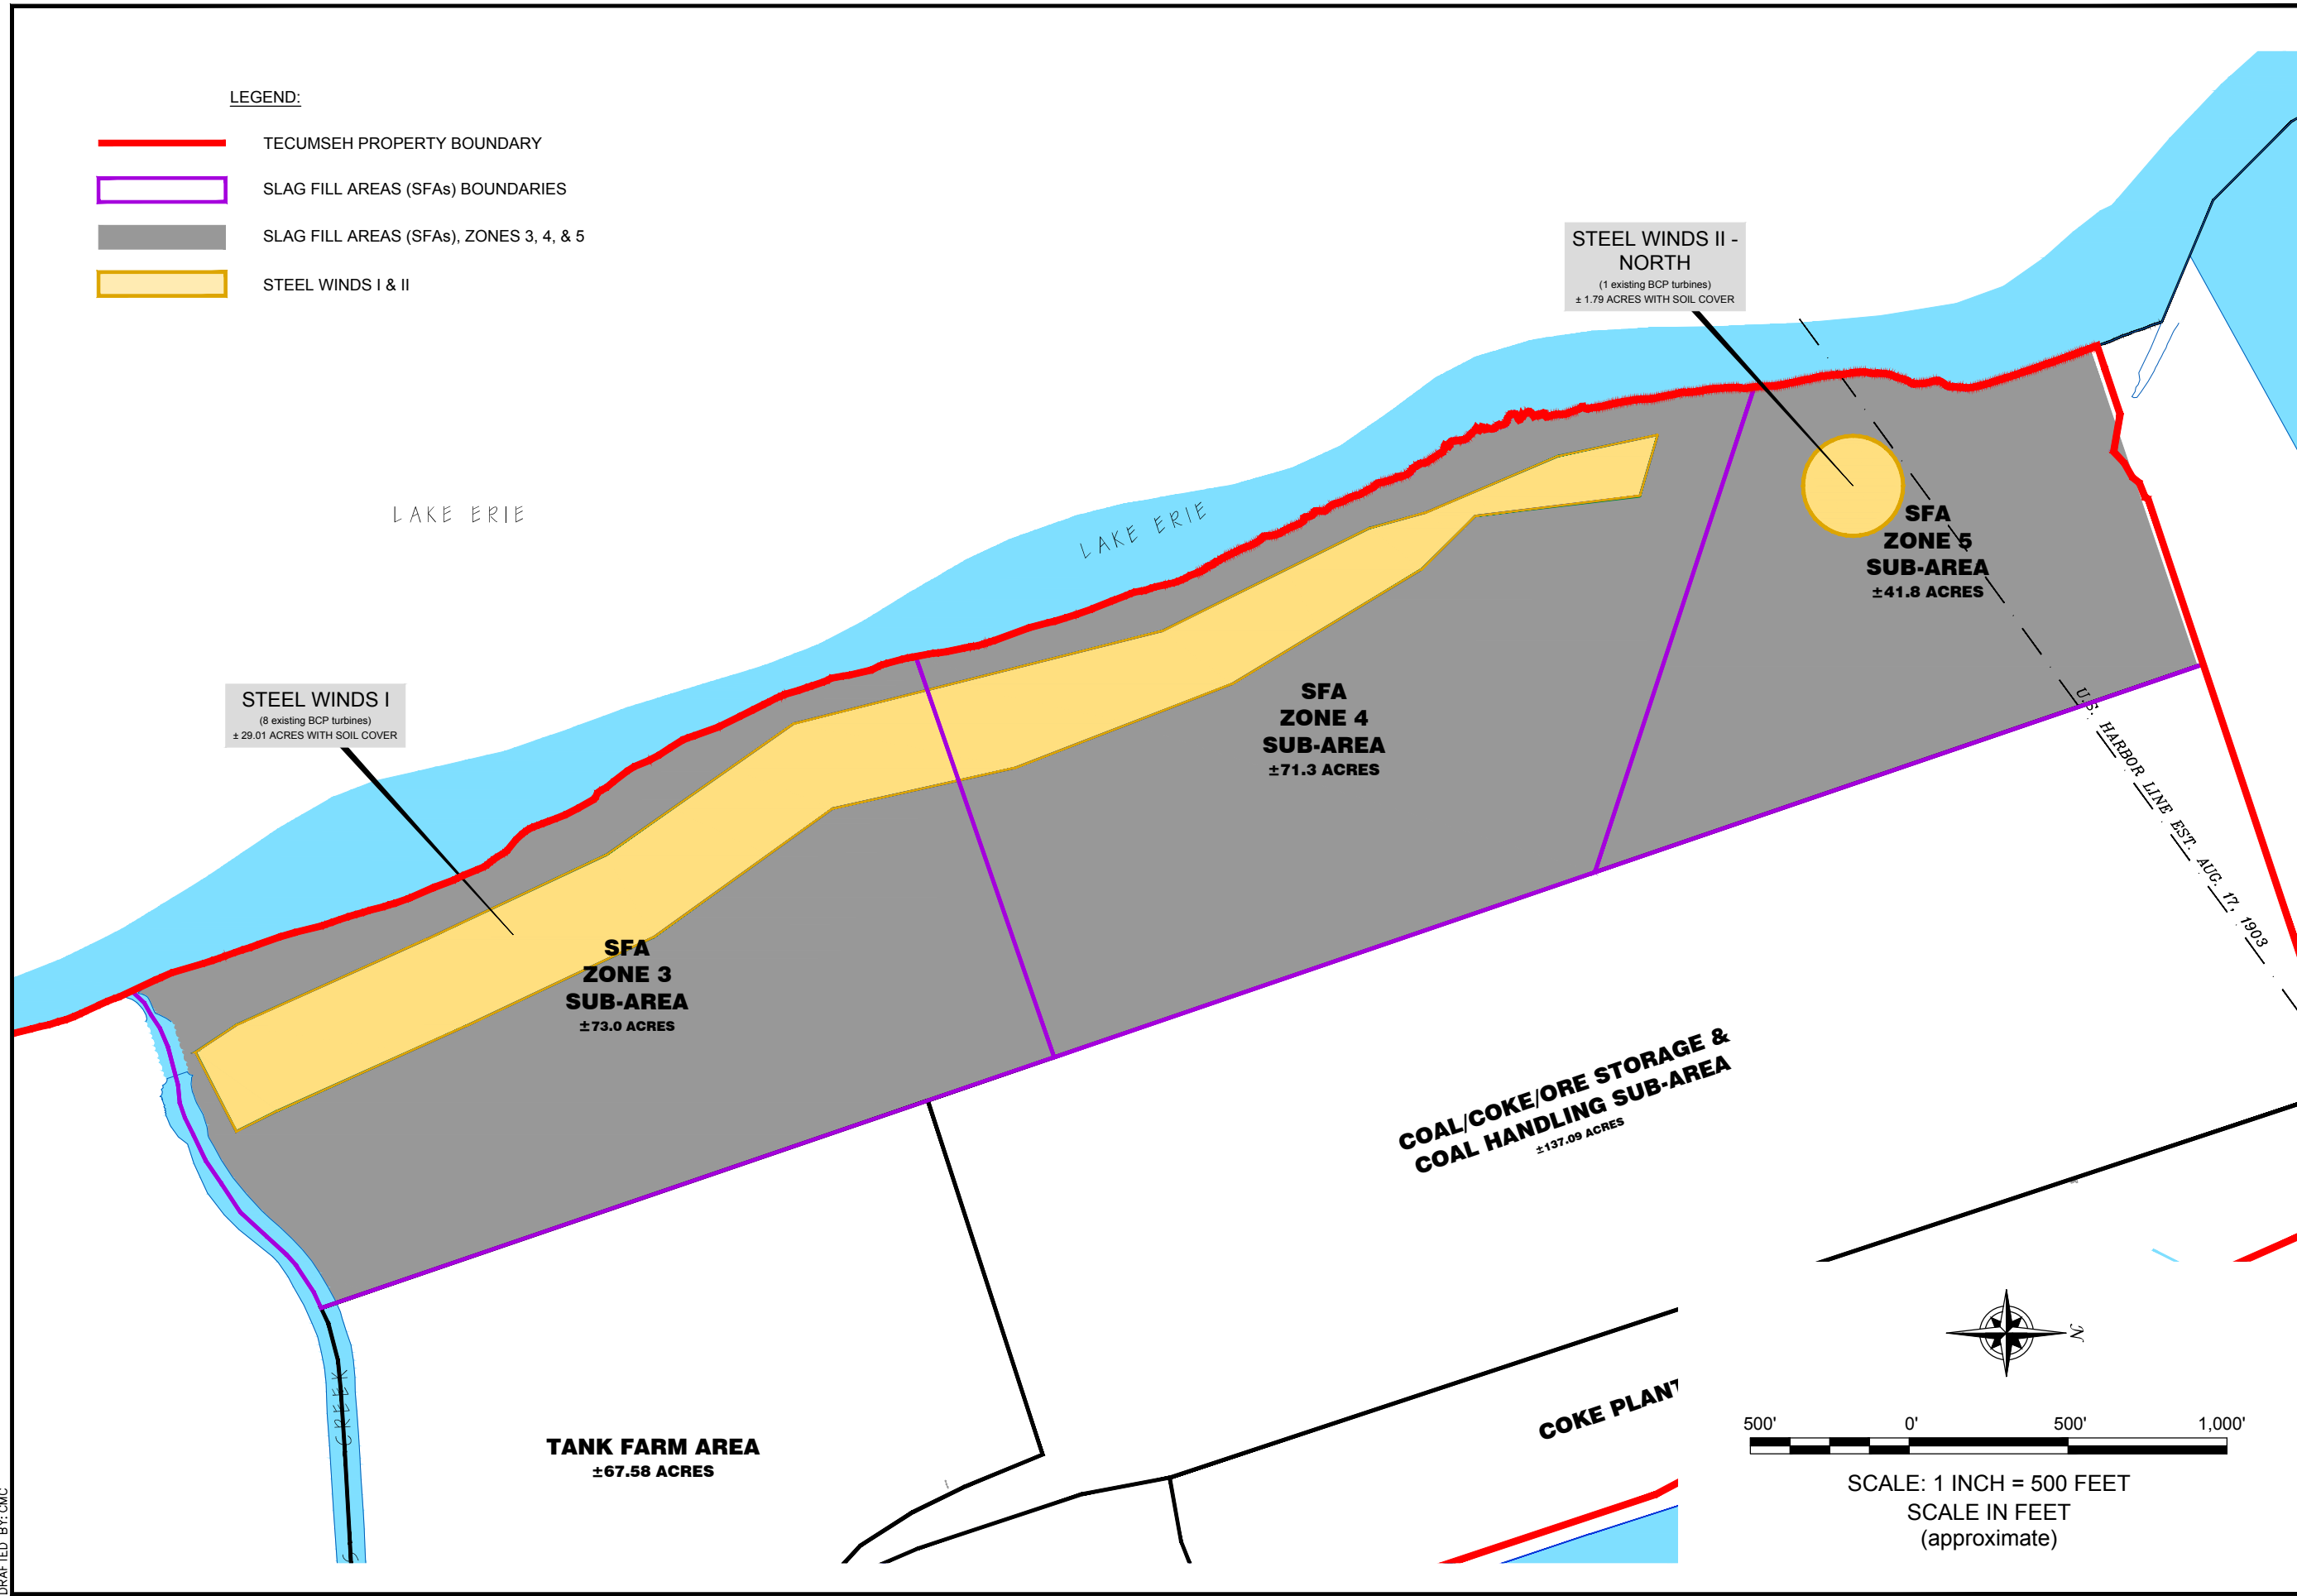 LEGEND:
TECUMSEH PROPERTY BOUNDARY
SLAG FILL AREAS (SFAs) BOUNDARIES
SLAG FILL AREAS (SFAs), ZONES 3, 4, & 5
STEEL WINDS I & II
STEEL WINDS II -
NORTH
(1 existing BCP turbines)
± 1.79 ACRES WITH SOIL COVER
LAKE ERIE
LAKE ERIE
SFA
ZONE 5
SUB-AREA
±41.8 ACRES
STEEL WINDS I
(8 existing BCP turbines)
± 29.01 ACRES WITH SOIL COVER
SFA
ZONE 4
SUB-AREA
±71.3 ACRES
U.S. HARBOR LINE EST. AUG. 17, 1903
SFA
ZONE 3
SUB-AREA
±73.0 ACRES
COAL/COKE/ORE STORAGE &
COAL HANDLING SUB-AREA
±137.09 ACRES
N
COKE PLANT
CREEK
S
TANK FARM AREA
±67.58 ACRES
500' 0' 500' 1,000'
SCALE: 1 INCH = 500 FEET
SCALE IN FEET
(approximate)
DRAFTED BY: CMC